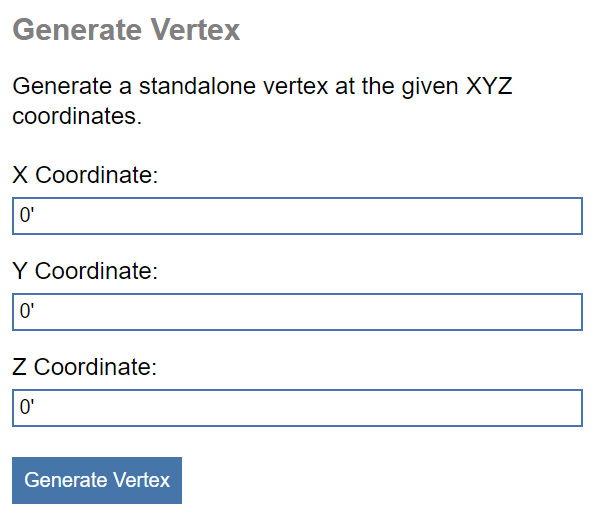 Generate Vertex
Generate a standalone vertex at the given XYZ
coordinates.
X Coordinate:
0'
Y Coordinate:
0'
Z Coordinate:
0'
Generate Vertex